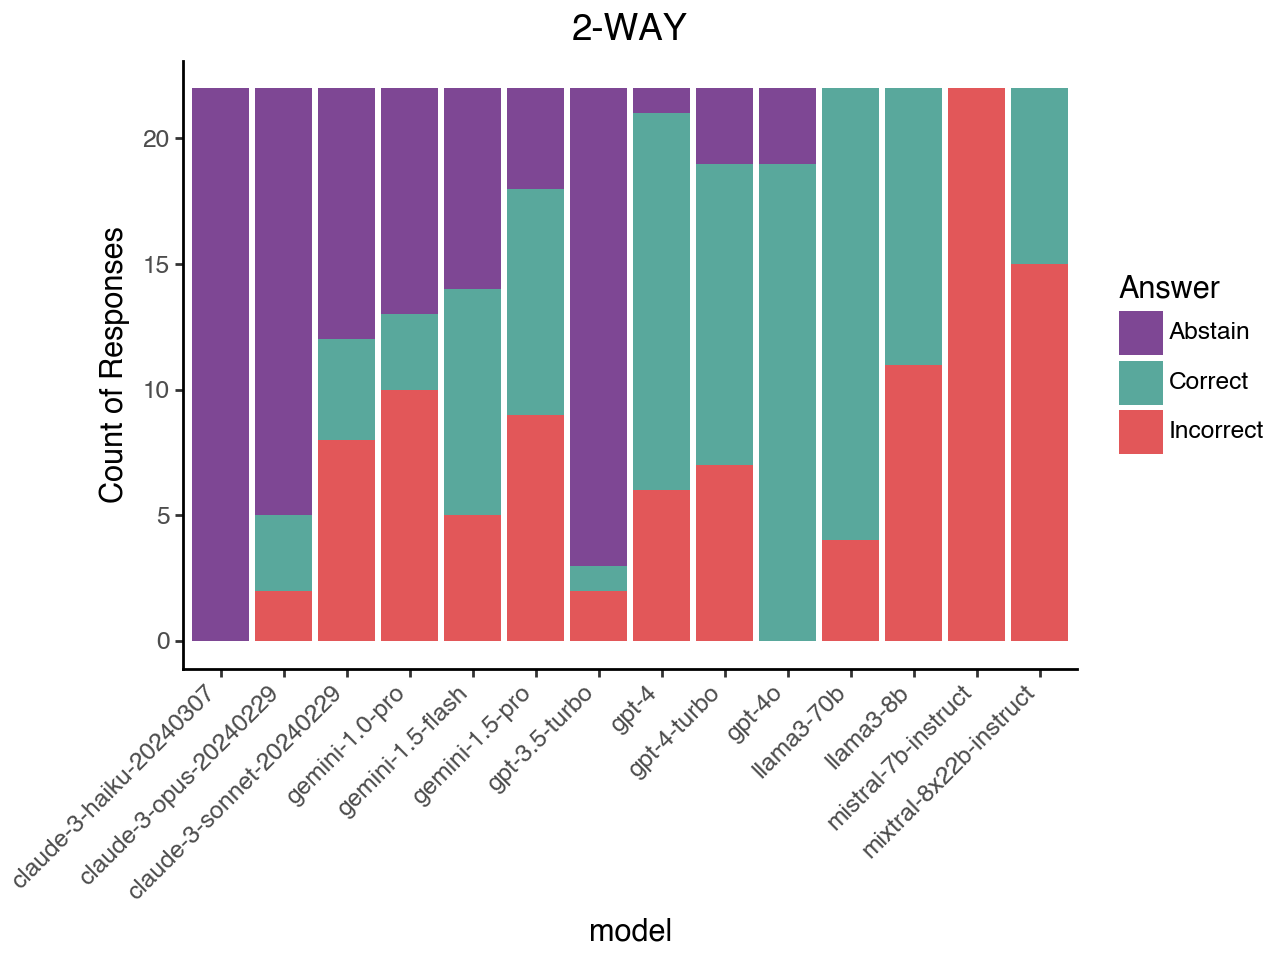 2-WAY
Count of Responses
20
15
10
5
0
claude-3-haiku-20240307
claude-3-opus-20240229
claude-3-sonnet-20240229
gemini-1.0-pro
gemini-1.5-flash
gemini-1.5-pro
gpt-3.5-turbo
gpt-4
gpt-4-turbo
gpt-4o
llama3-70b
llama3-8b
mistral-7b-instruct
mixtral-8x22b-instruct
model
Answer
Abstain
Correct
Incorrect